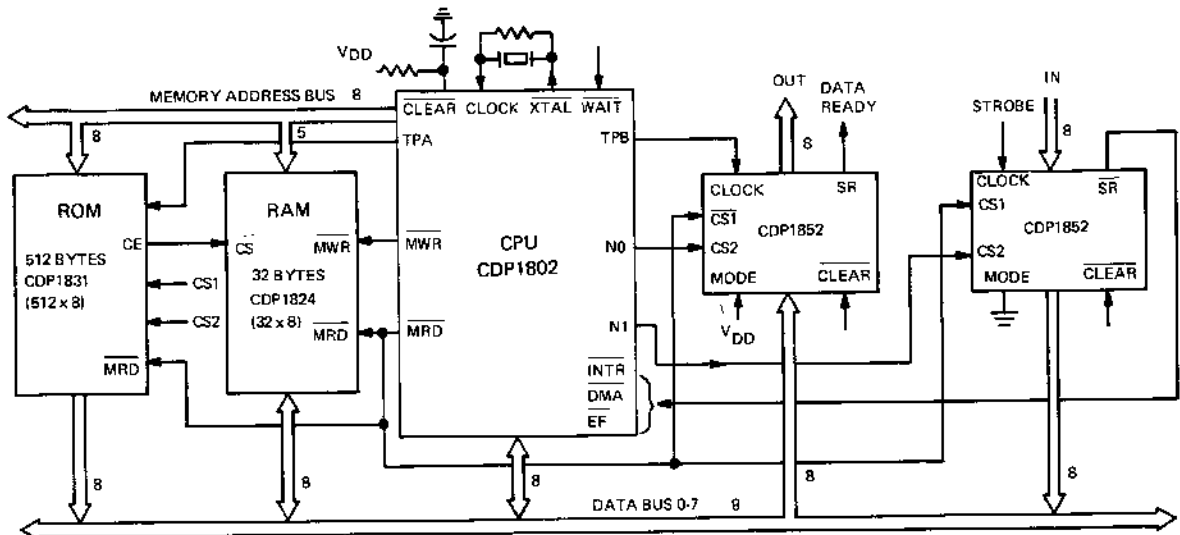 VDD
MEMORY ADDRESS BUS 8
8
5
CLEAR CLOCK XTAL WAIT
TPA
TPB
CPU
CDP1802
MWR
MRD
N0
N1
INTR
DMA
EF
ROM
CE
512 BYTES
CDP1831
(512 x 8)
CS1
CS2
MRD
RAM
CS
MWR
32 BYTES
CDP1824
(32 x 8)
MRD
OUT
8
DATA
READY
CLOCK
SR
CS1
CDP1852
CS2
MODE
CLEAR
VDD
IN
8
STROBE
CLOCK
SR
CS1
CDP1852
CS2
MODE
CLEAR
8
8
8
8
8
DATA BUS 0-7 8